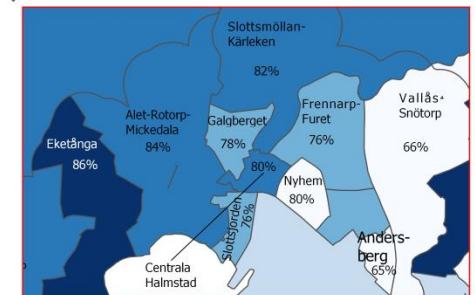 Slottsmöllan-
Kärleken
82%
Alet-Rotorp-
Mickedala
84%
Galgberget
78%
Frennarp-
Furet
76%
Vallås-
Snötorp
66%
Eketånga
86%
80%
Nyhem
80%
Slottsjorden
76%
Anders-
berg
65%
Centrala
Halmstad